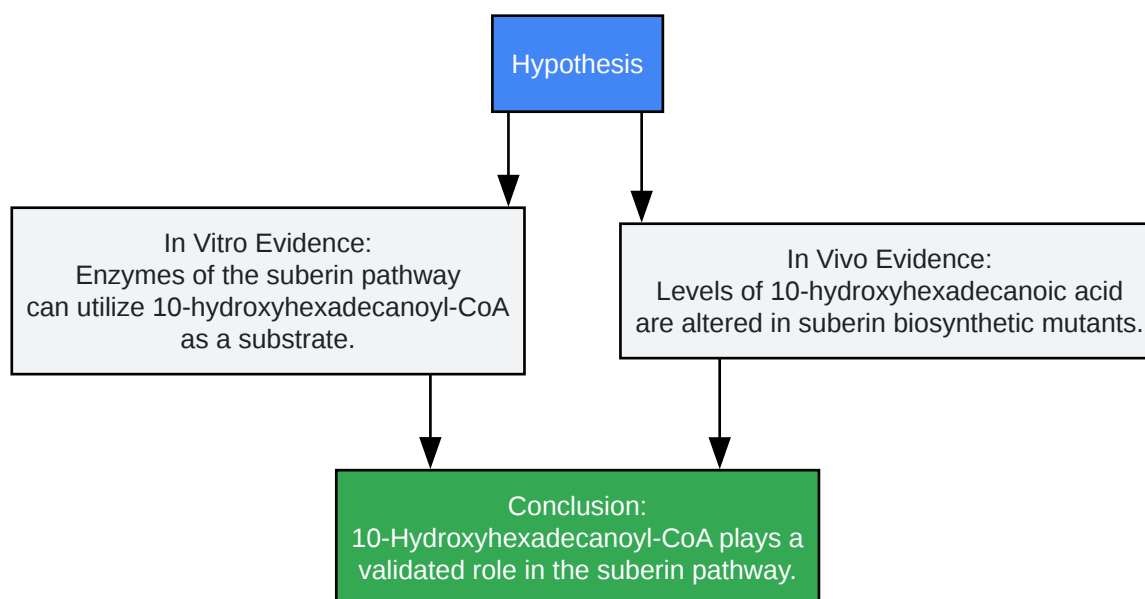 Hypothesis
In Vitro Evidence:
Enzymes of the suberin pathway
can utilize 10-hydroxyhexadecanoyl-CoA
as a substrate.
In Vivo Evidence:
Levels of 10-hydroxyhexadecanoic acid
are altered in suberin biosynthetic mutants.
Conclusion:
10-Hydroxyhexadecanoyl-CoA plays a
validated role in the suberin pathway.